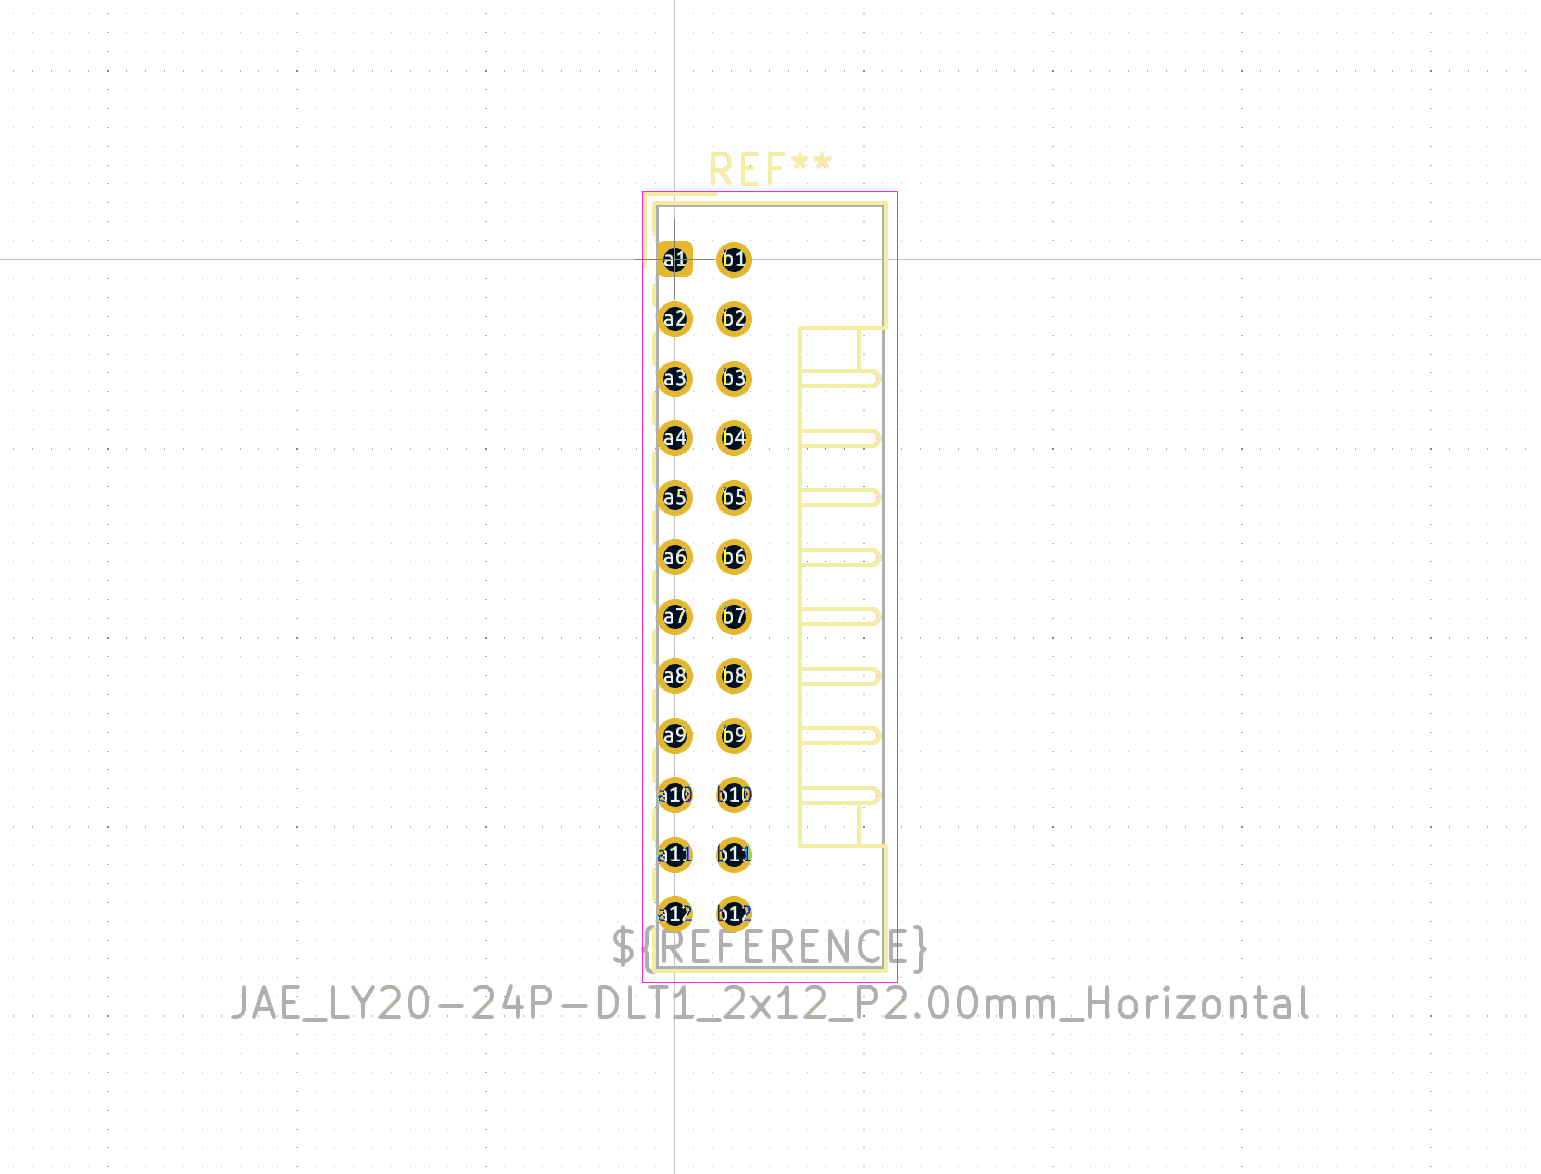 REF**
a1 b1
a2 b2
a3 b3
a4 b4
a5 b5
a6 b6
a7 b7
a8 b8
a9 b9
a10 b10
a11 b11
a12 b12
${REFERENCE}
JAE_LY20-24P-DLT1_2x12_P2.00mm_Horizontal